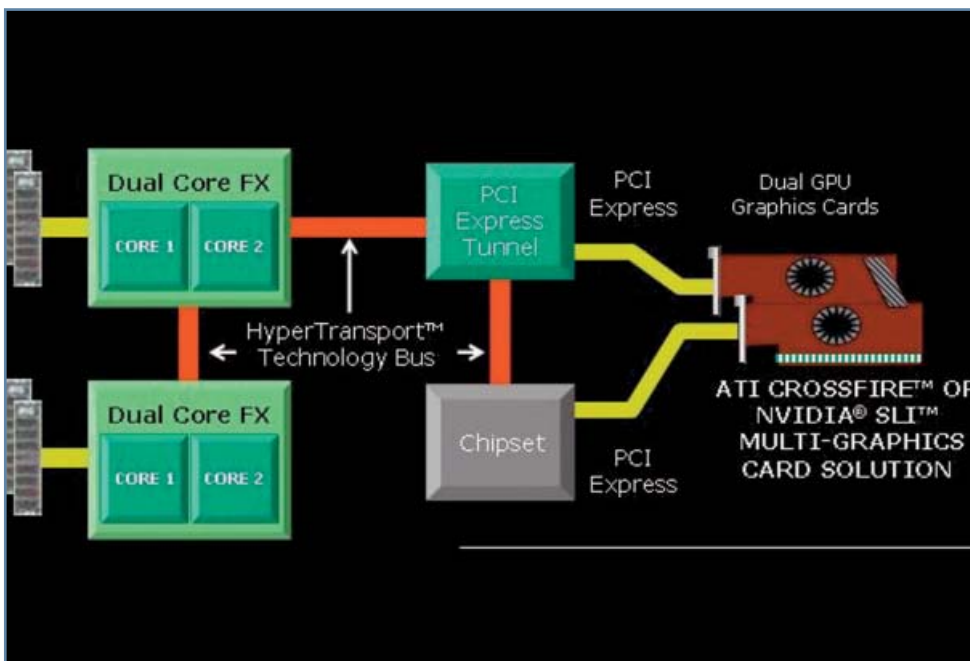 Dual Core FX
CORE 1
CORE 2
PCI
Express
Tunnel
PCI
Express
Dual GPU
Graphics Cards
HyperTransport™
Technology Bus
Dual Core FX
CORE 1
CORE 2
Chipset
PCI
Express
ATI CROSSFIRE™ OR
NVIDIA® SLI™
MULTI-GRAPHICS
CARD SOLUTION